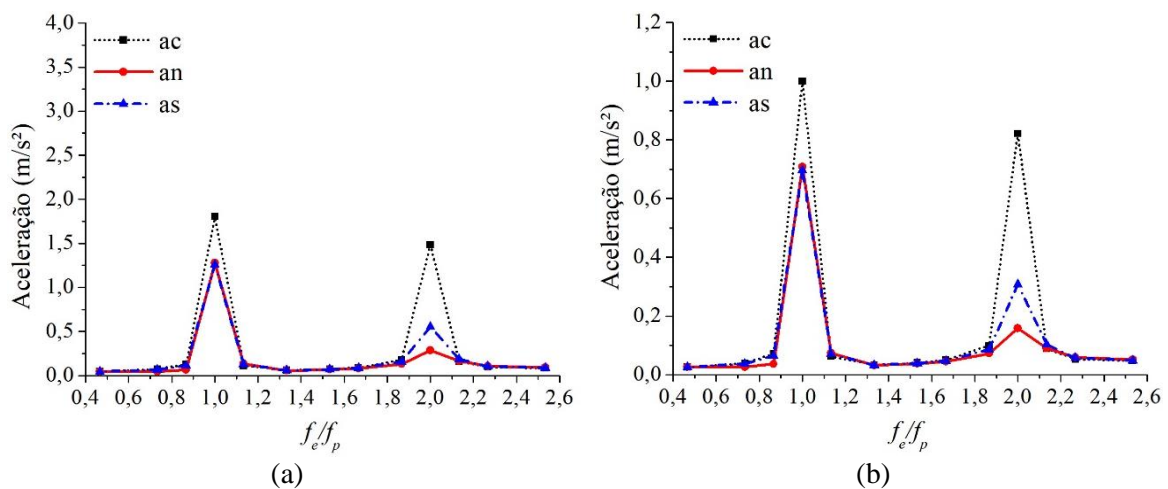 4,0
3,5
3,0
2,5
2,0
1,5
1,0
0,5
0,0
Aceleração (m/s²)
ac
an
as
0,4 0,6 0,8 1,0 1,2 1,4 1,6 1,8 2,0 2,2 2,4 2,6
fe/fp
(a)
1,2
1,0
0,8
0,6
0,4
0,2
0,0
Aceleração (m/s²)
ac
an
as
0,4 0,6 0,8 1,0 1,2 1,4 1,6 1,8 2,0 2,2 2,4 2,6
fe/fp
(b)